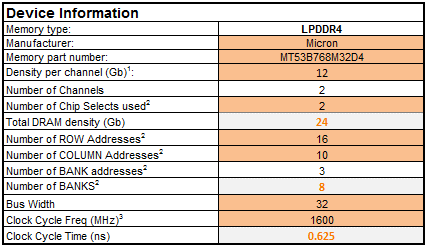 Device Information
Memory type: LPDDR4
Manufacturer: Micron
Memory part number: MT53B768M32D4
Density per channel (Gb)¹: 12
Number of Channels 2
Number of Chip Selects used² 2
Total DRAM density (Gb) 24
Number of ROW Addresses² 16
Number of COLUMN Addresses² 10
Number of BANK addresses² 3
Number of BANKS² 8
Bus Width 32
Clock Cycle Freq (MHz)³ 1600
Clock Cycle Time (ns) 0.625